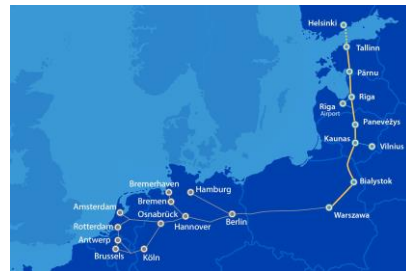 Helsinki
Tallinn
Pärnu
Riga
Riga
Airport
Panevėžys
Kaunas
Vilnius
Bialystok
Warszawa
Bremerhaven
Hamburg
Bremen
Amsterdam
Osnabrück
Rotterdam
Hannover
Berlin
Antwerp
Brussels
Köln